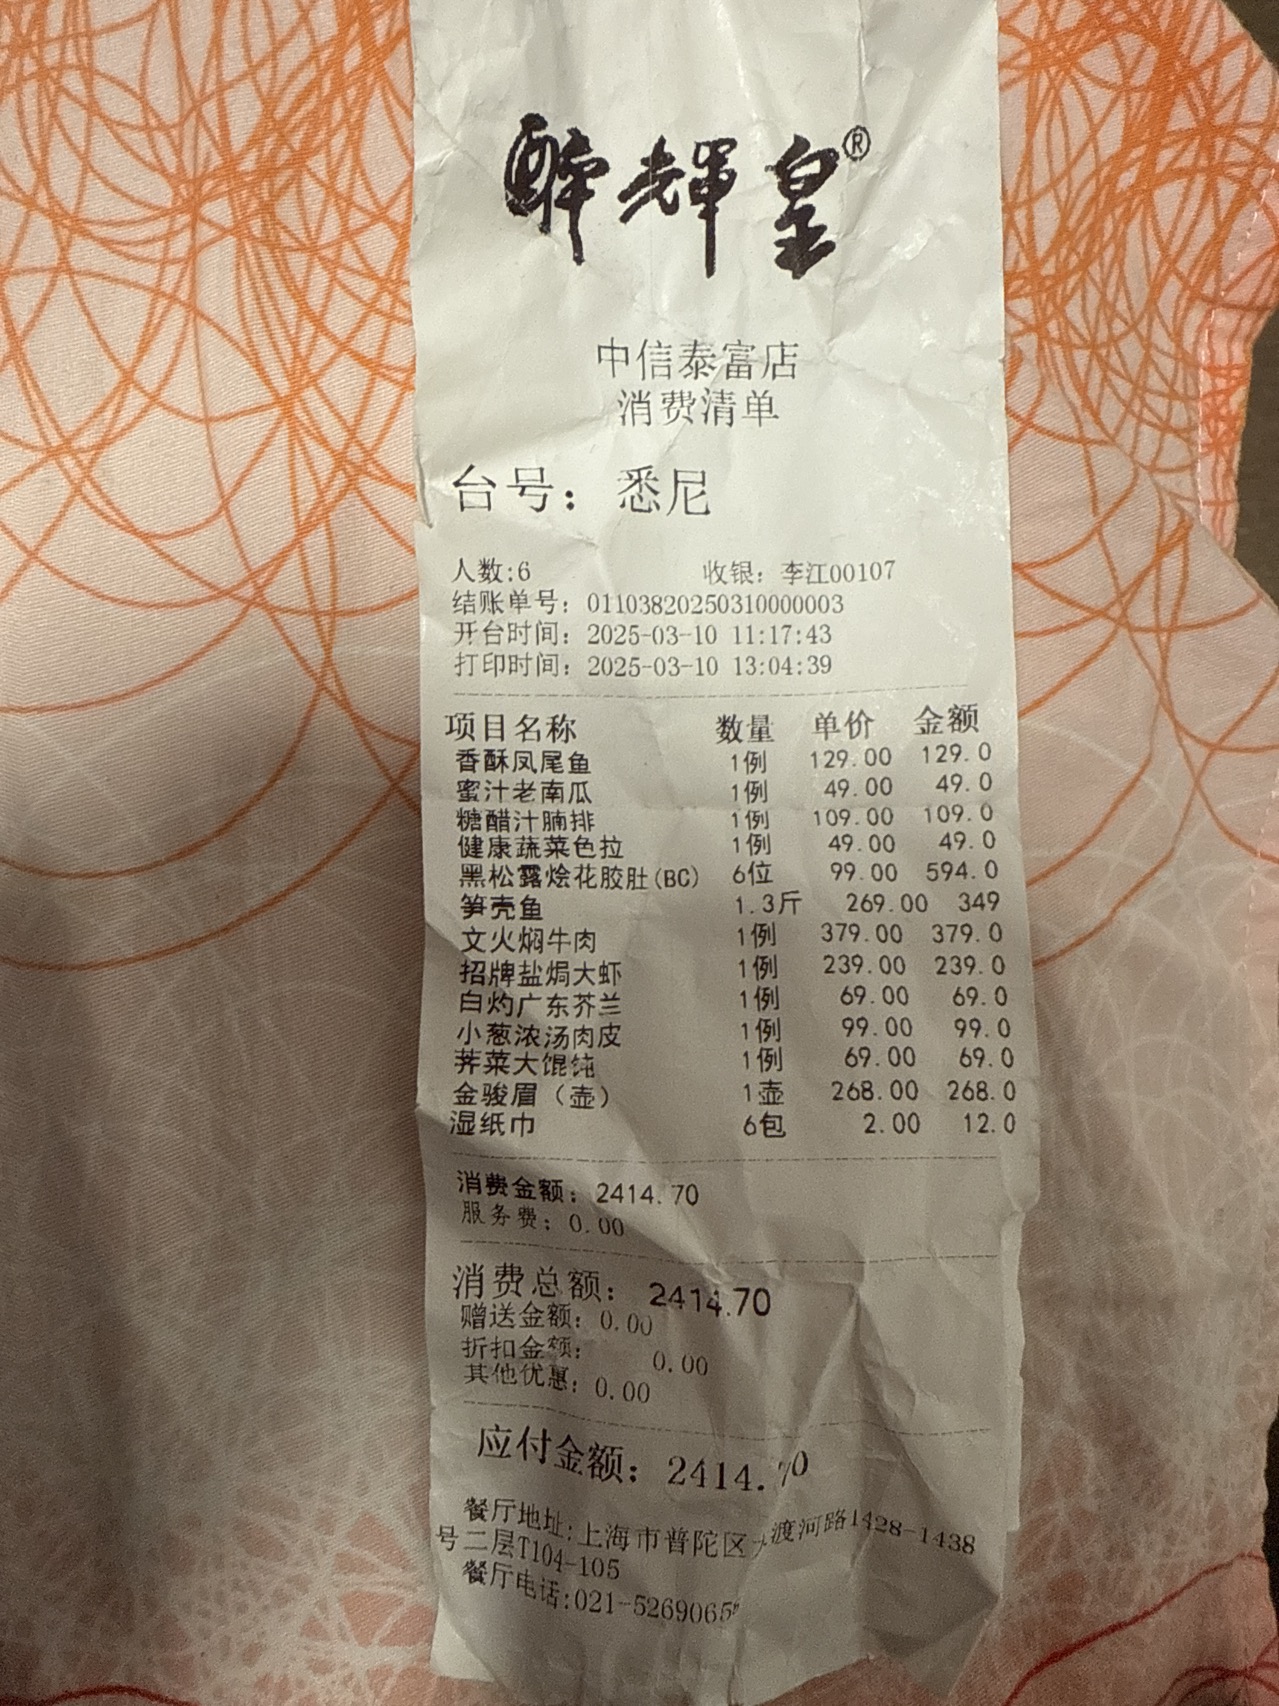 醉辉皇®
中信泰富店
消费清单
台号：悉尼
人数:6 收银：李江00107
结账单号：01103820250310000003
开台时间：2025-03-10 11:17:43
打印时间：2025-03-10 13:04:39
项目名称 数量 单价 金额
香酥凤尾鱼 1例 129.00 129.0
蜜汁老南瓜 1例 49.00 49.0
糖醋汁腩排 1例 109.00 109.0
健康蔬菜色拉 1例 49.00 49.0
黑松露烩花胶肚(BC) 6位 99.00 594.0
笋壳鱼 1.3斤 269.00 349
文火焖牛肉 1例 379.00 379.0
招牌盐焗大虾 1例 239.00 239.0
白灼广东芥兰 1例 69.00 69.0
小葱浓汤肉皮 1例 99.00 99.0
荠菜大馄饨 1例 69.00 69.0
金骏眉（壶） 1壶 268.00 268.0
湿纸巾 6包 2.00 12.0
消费金额：2414.70
服务费：0.00
消费总额：2414.70
赠送金额：0.00
折扣金额： 0.00
其他优惠：0.00
应付金额：2414.70
餐厅地址:上海市普陀区大渡河路1428-1438
号二层T104-105
餐厅电话:021-5269065